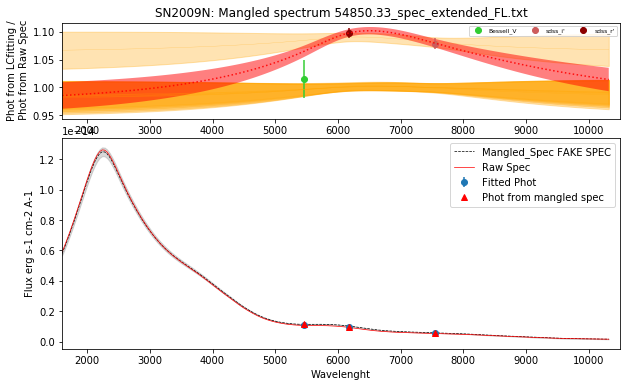 SN2009N: Mangled spectrum 54850.33_spec_extended_FL.txt
Phot from LCfitting /
Phot from Raw Spec
1.10
1.05
1.00
0.95
Bessell_V
sdss_i'
sdss_r'
2000 3000 4000 5000 6000 7000 8000 9000 10000
1e−14
Flux erg s-1 cm-2 A-1
1.2
1.0
0.8
0.6
0.4
0.2
0.0
Mangled_Spec FAKE SPEC
Raw Spec
Fitted Phot
Phot from mangled spec
2000 3000 4000 5000 6000 7000 8000 9000 10000
Wavelenght